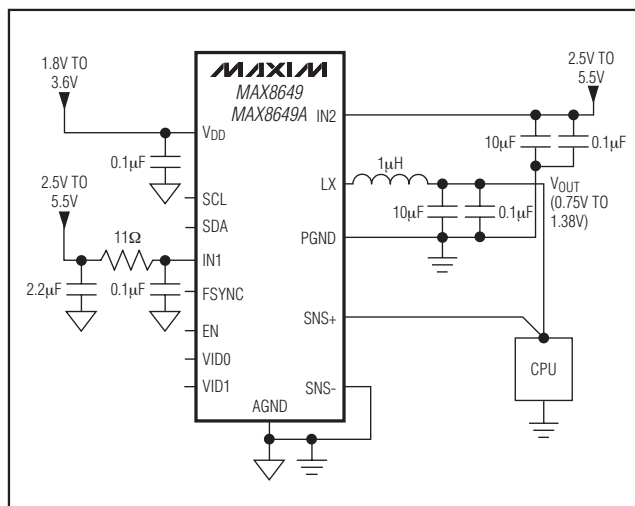 1.8V TO
3.6V
MAXIM
MAX8649
MAX8649A
2.5V TO
5.5V
VDD
IN2
0.1µF
10µF
0.1µF
1µH
LX
VOUT
(0.75V TO
1.38V)
SCL
2.5V TO
5.5V
SDA
10µF
0.1µF
11Ω
PGND
IN1
2.2µF
0.1µF
FSYNC
SNS+
EN
VID0
CPU
VID1
SNS-
AGND